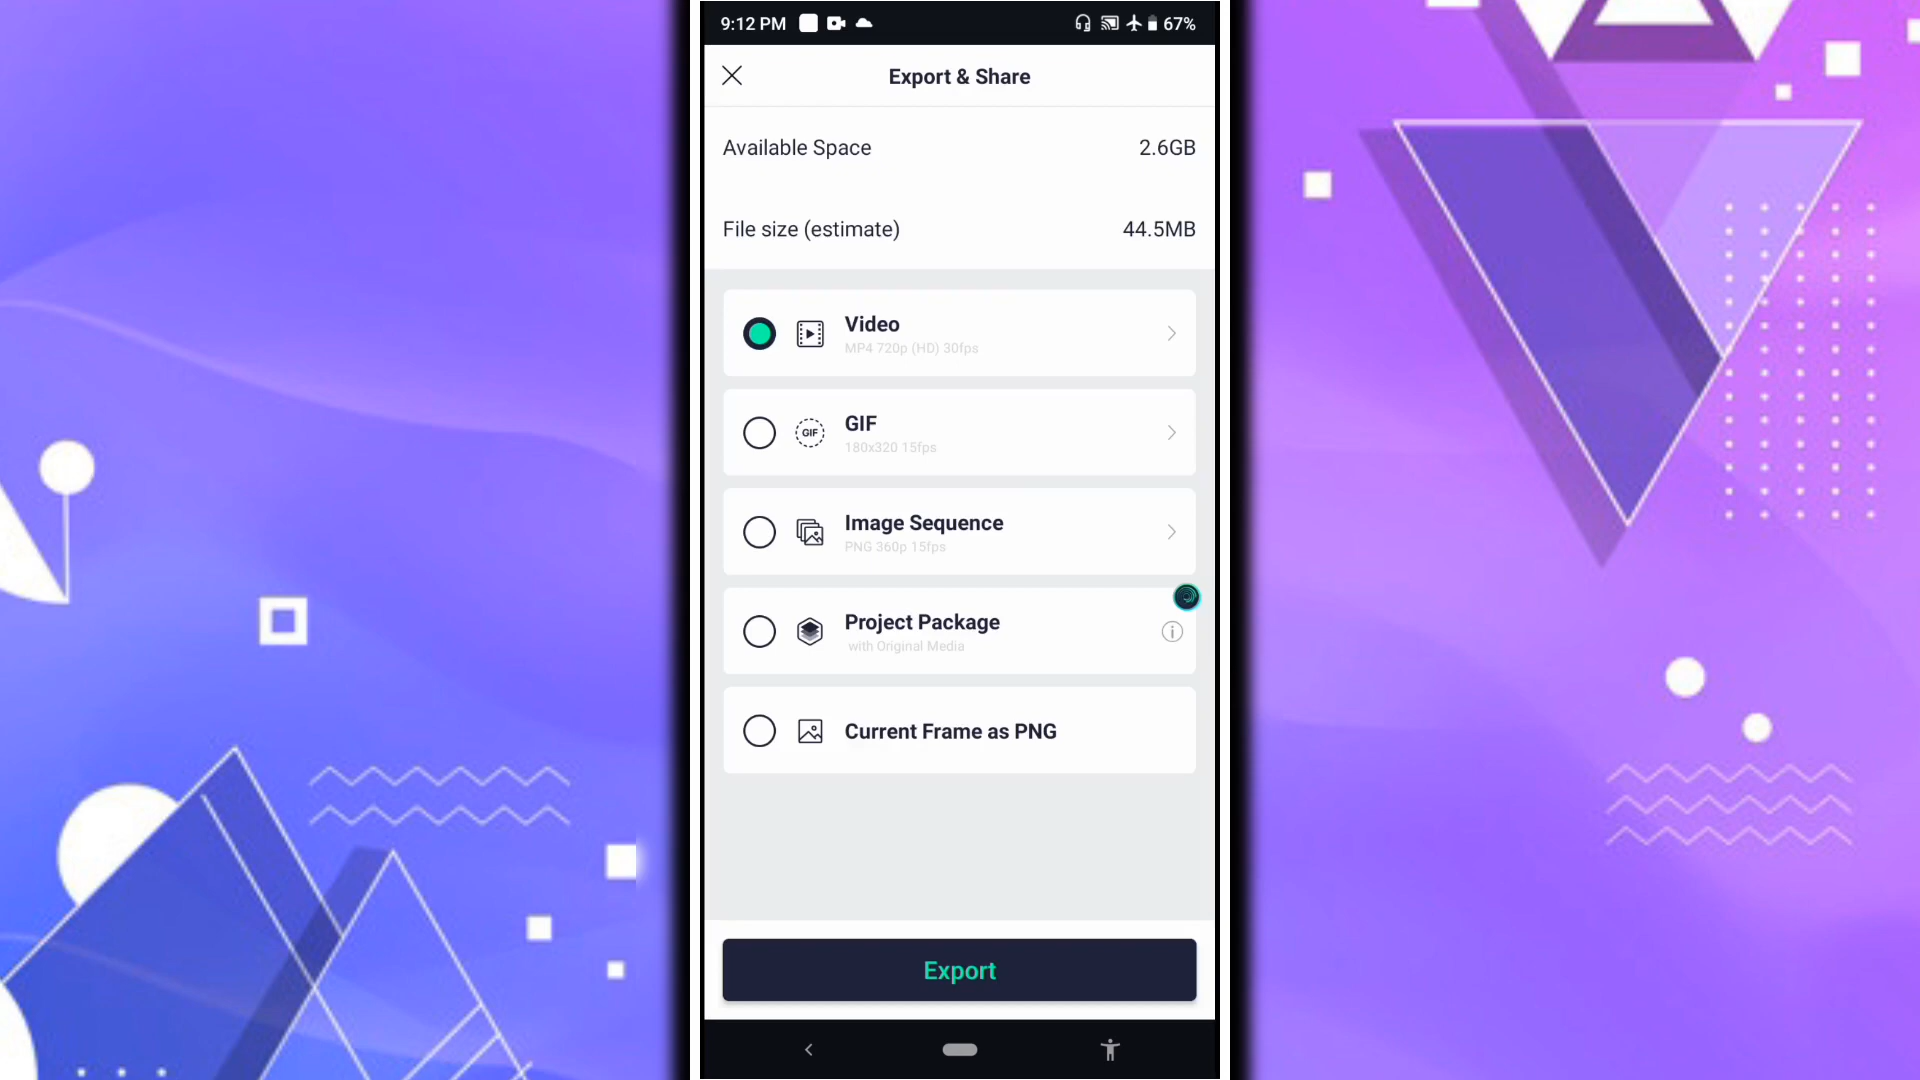 9:12 PM 67%
Export & Share
Available Space 2.6GB
File size (estimate) 44.5MB
Video
MP4 720p (HD) 30fps
GIF GIF
180x320 15fps
Image Sequence
PNG 360p 15fps
Project Package
with Original Media
Current Frame as PNG
Export